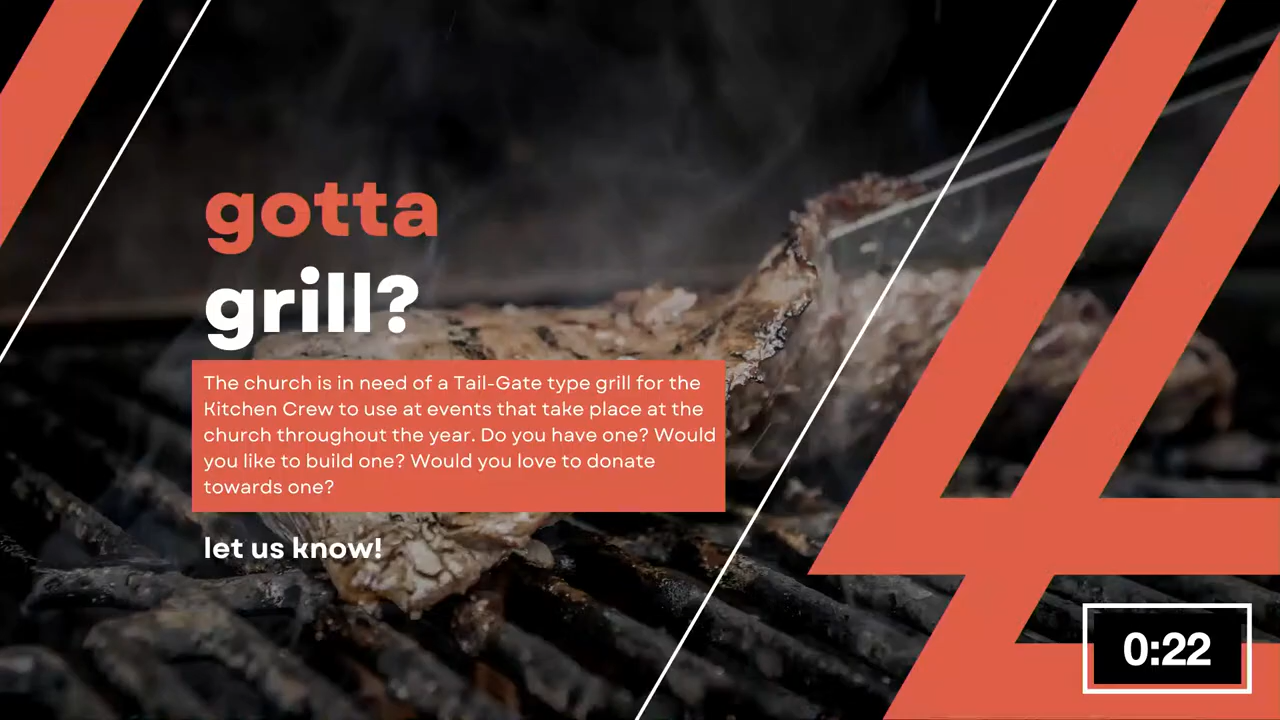 gotta
grill?
The church is in need of a Tail-Gate type grill for the
Kitchen Crew to use at events that take place at the
church throughout the year. Do you have one? Would
you like to build one? Would you love to donate
towards one?
let us know!
0:22